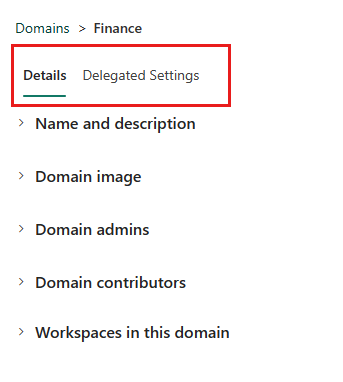 Domains > Finance
Details Delegated Settings
Name and description
Domain image
Domain admins
Domain contributors
Workspaces in this domain